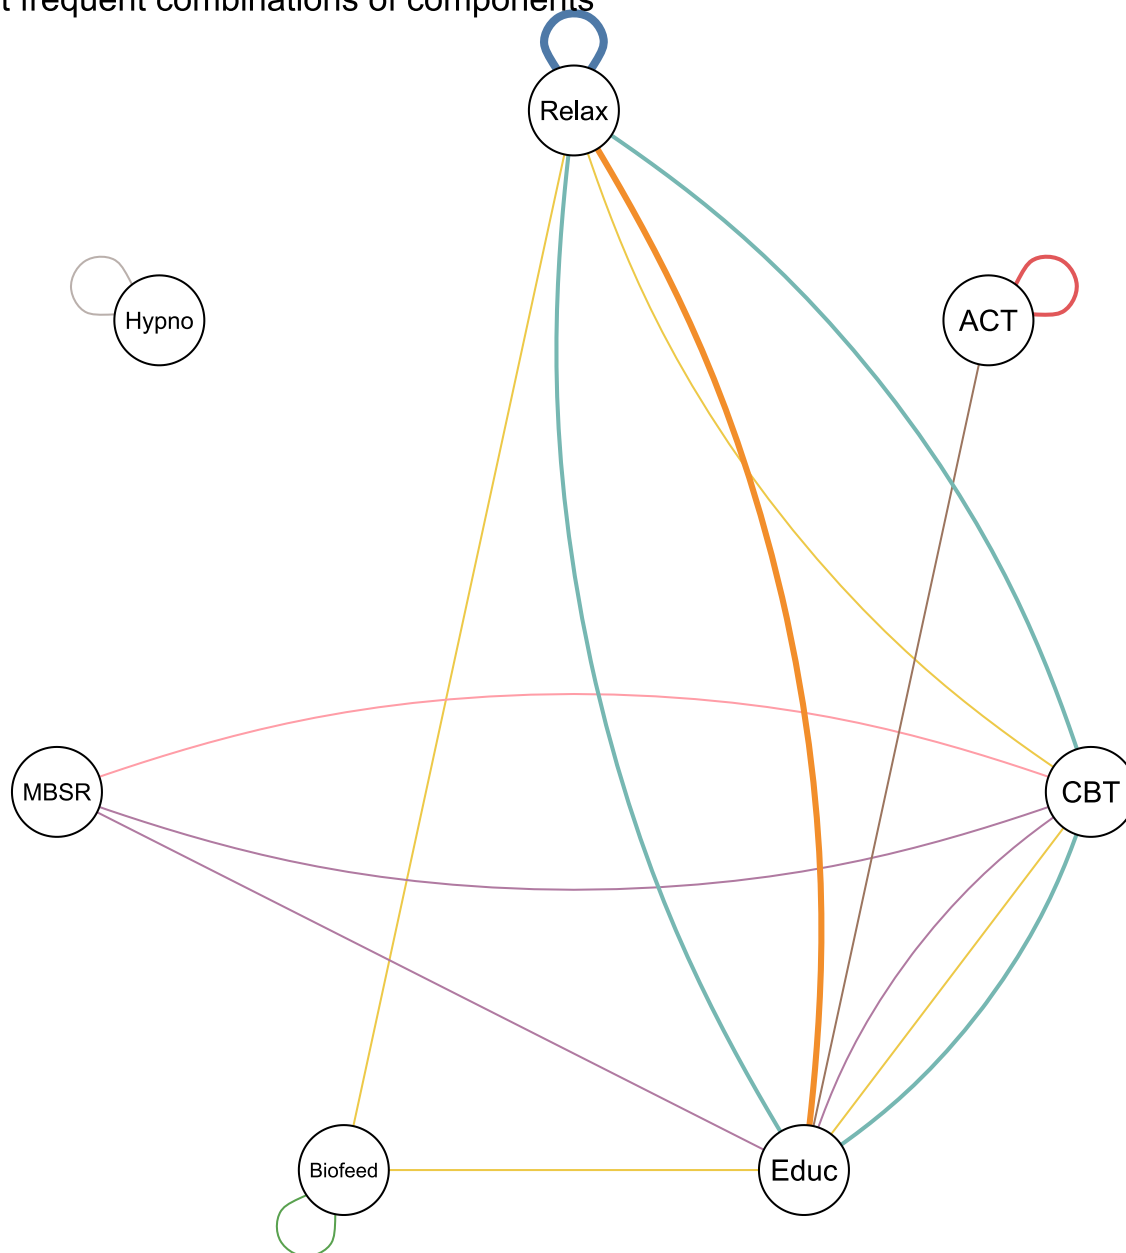 t frequent combinations of components
Relax
Hypno
ACT
MBSR
CBT
Biofeed
Educ